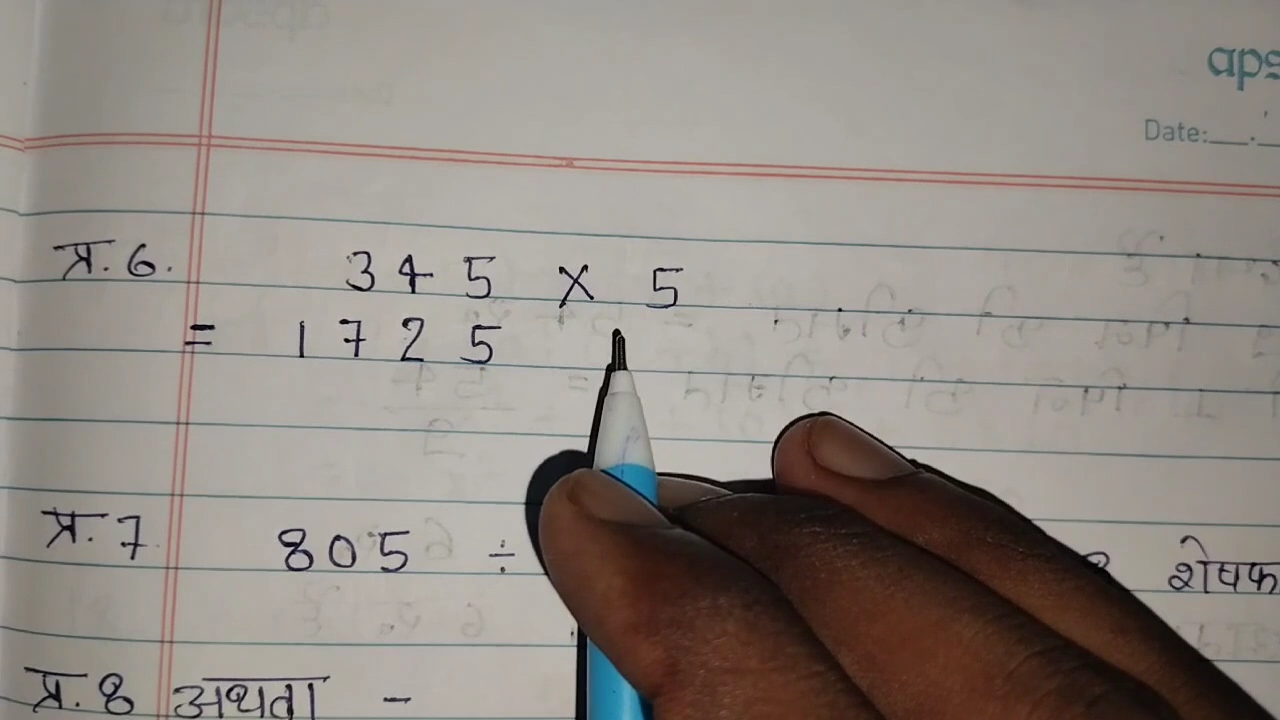 aps
Date:
प्र.6. 345 × 5
= 1725
प्र.7 805 ÷ शेषफ
प्र.8 अथवा -